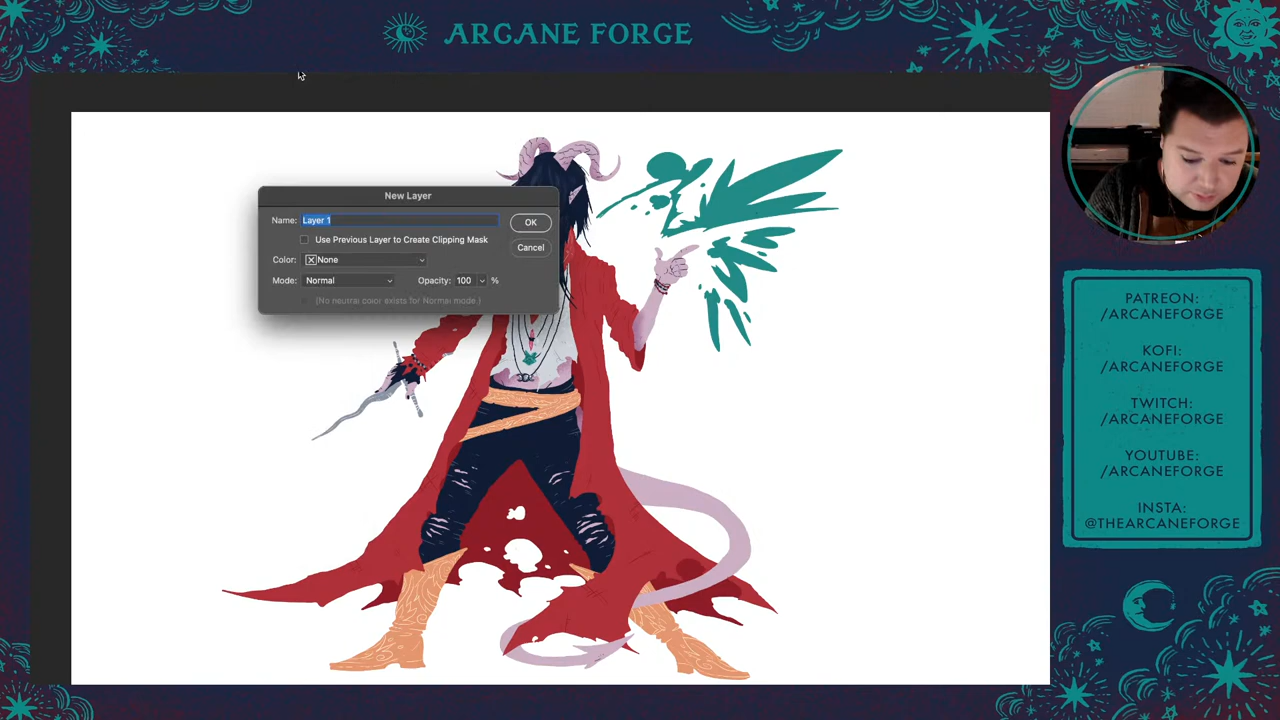 ARCANE FORGE
New Layer
Name: Layer 1
OK
Use Previous Layer to Create Clipping Mask
Cancel
Color: None
Mode: Normal Opacity: 100 %
(No neutral color exists for Normal mode.)
PATREON:
/ARCANEFORGE
KOFI:
/ARCANEFORGE
TWITCH:
/ARCANEFORGE
YOUTUBE:
/ARCANEFORGE
INSTA:
@THEARCANEFORGE